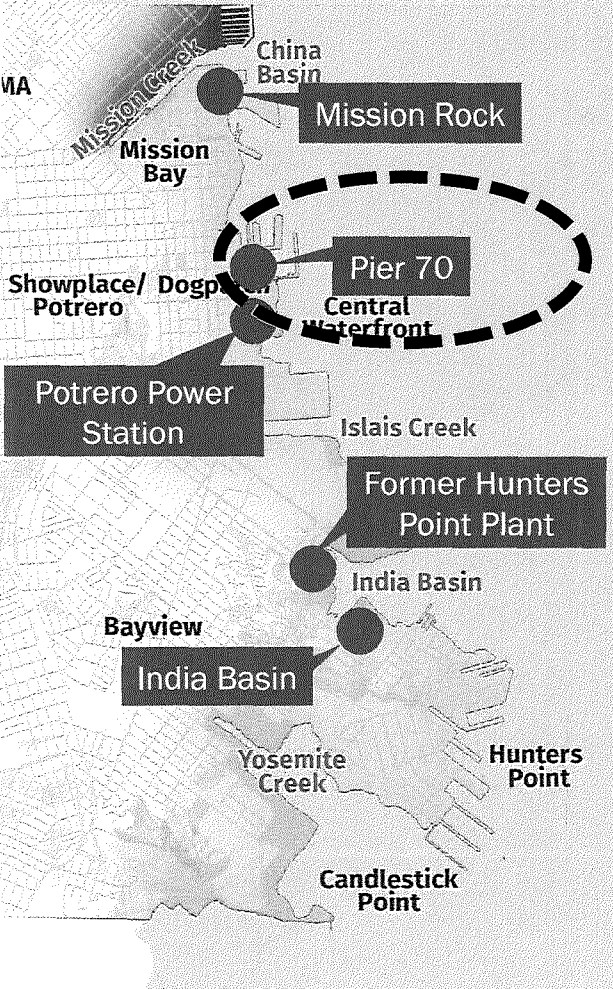 China
Basin
MA
Mission Creek
Mission Rock
Mission
Bay
Pier 70
Showplace/
Potrero
Central
Waterfront
Potrero Power
Station
Islais Creek
Former Hunters
Point Plant
India Basin
Bayview
India Basin
Yosemite
Creek
Hunters
Point
Candlestick
Point